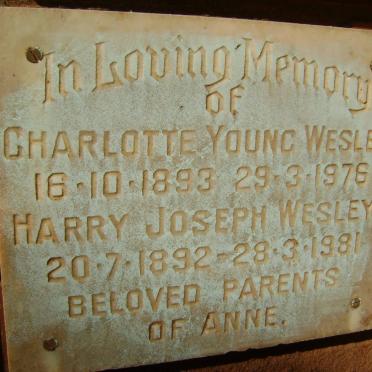 In Loving Memory
of
CHARLOTTE YOUNG WESLE
16·10·1893 29·3·1976
HARRY JOSEPH WESLEY
20·7·1892-28·3·1981
BELOVED PARENTS
OF ANNE.